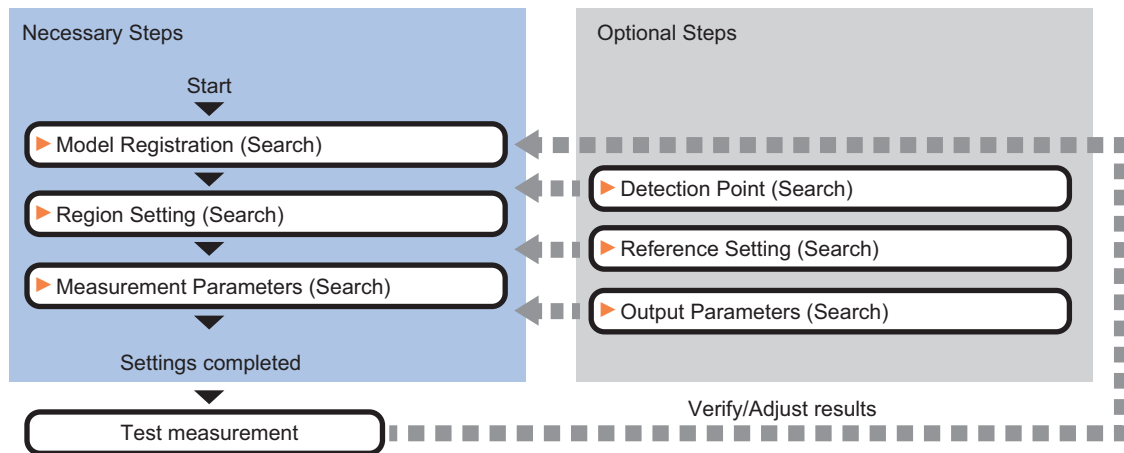 Necessary Steps
Start
Model Registration (Search)
Region Setting (Search)
Measurement Parameters (Search)
Settings completed
Test measurement
Optional Steps
Detection Point (Search)
Reference Setting (Search)
Output Parameters (Search)
Verify/Adjust results